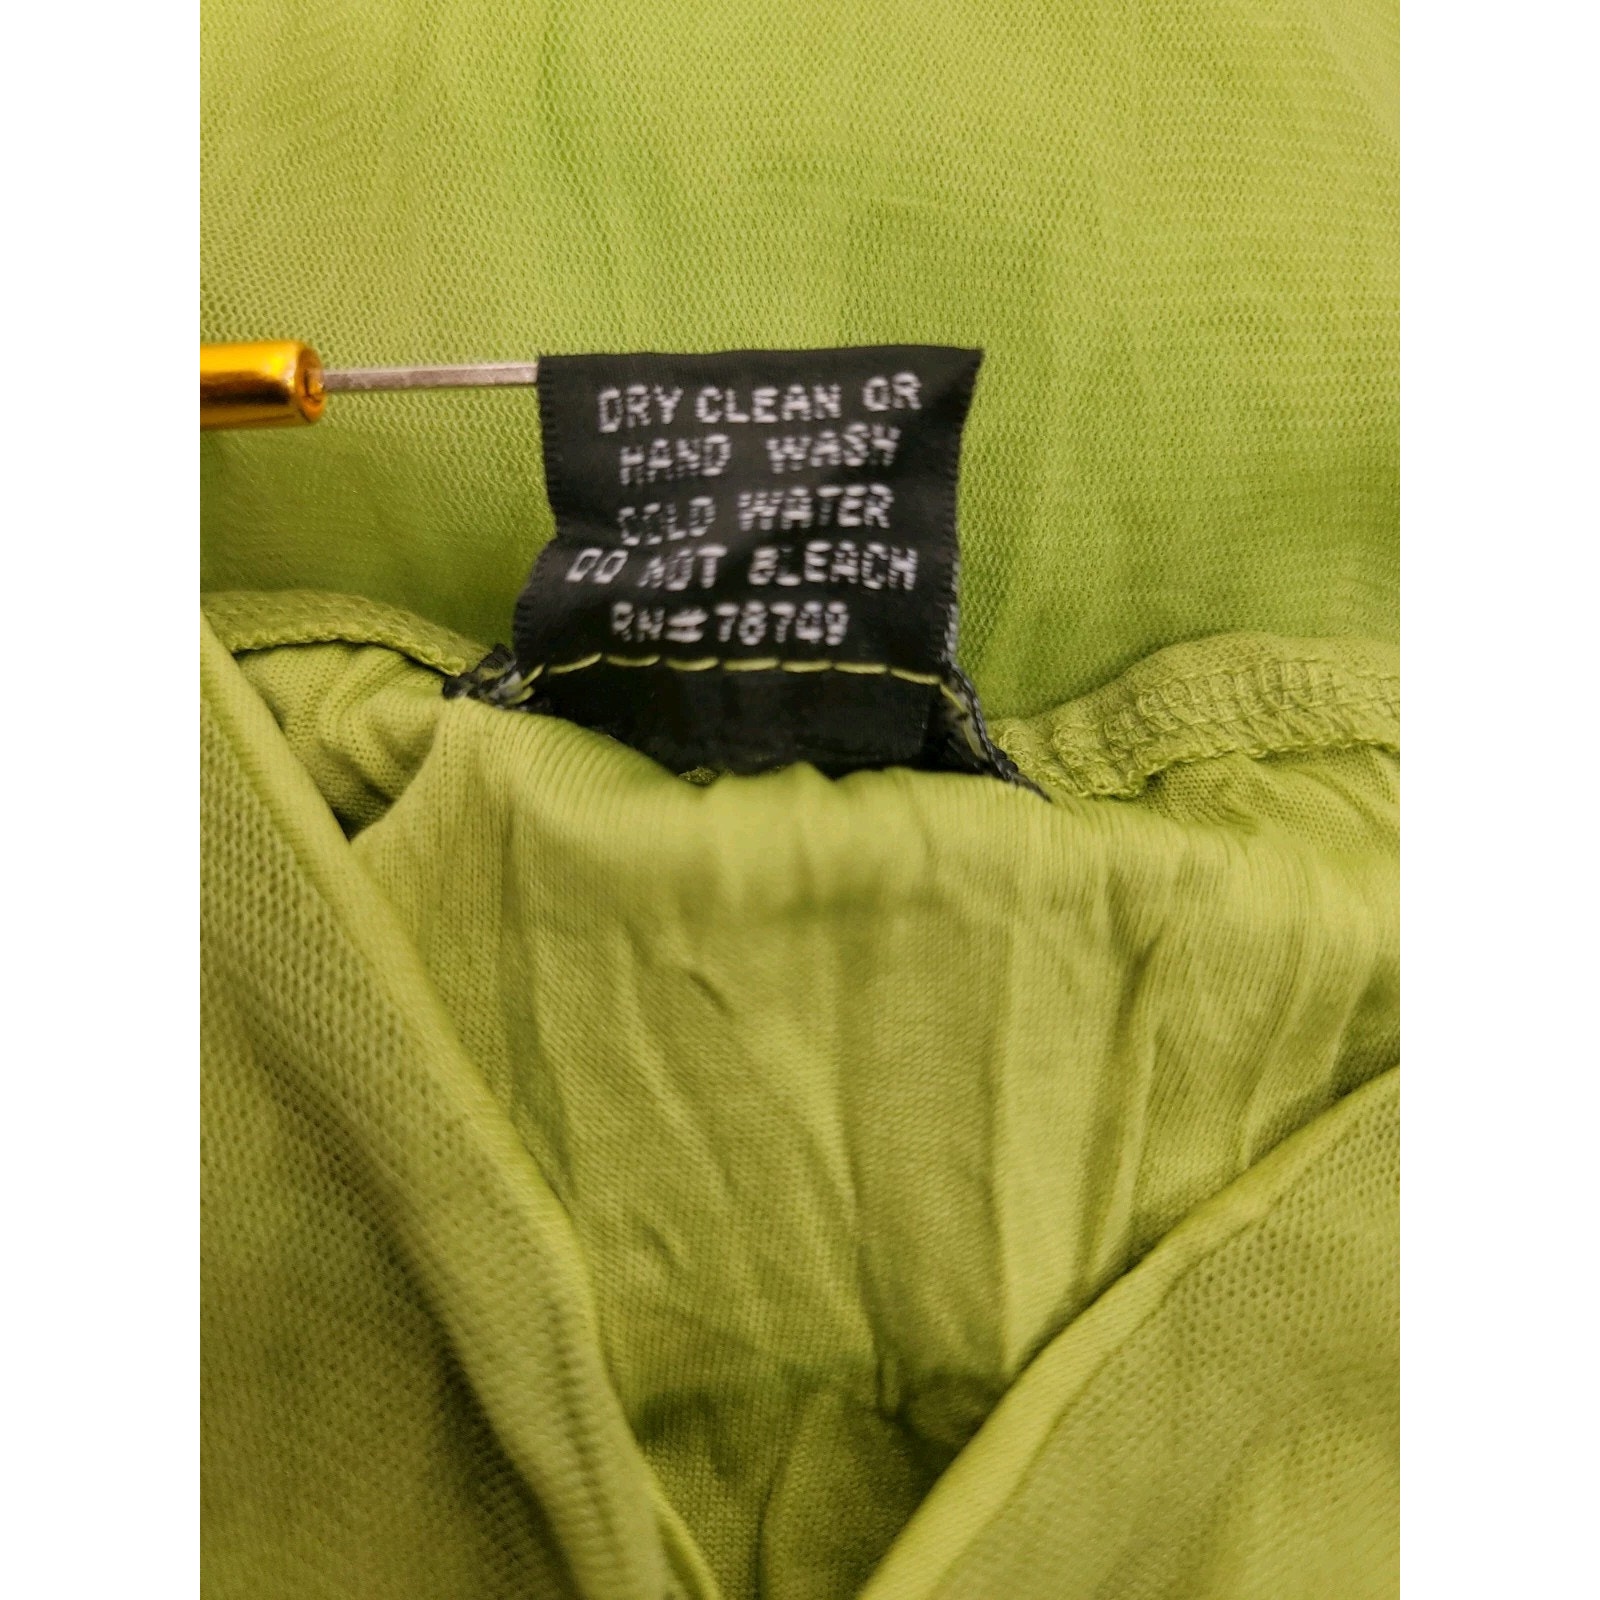 DRY CLEAN OR
HAND WASH
COLD WATER
DO NOT BLEACH
RN#78749